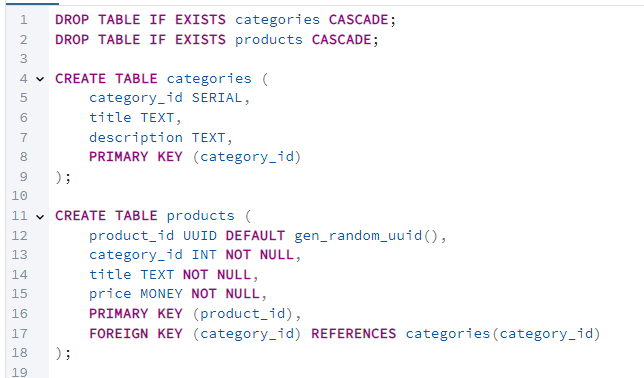 1 DROP TABLE IF EXISTS categories CASCADE;
2 DROP TABLE IF EXISTS products CASCADE;
3
4 CREATE TABLE categories (
5     category_id SERIAL,
6     title TEXT,
7     description TEXT,
8     PRIMARY KEY (category_id)
9 );
10
11 CREATE TABLE products (
12     product_id UUID DEFAULT gen_random_uuid(),
13     category_id INT NOT NULL,
14     title TEXT NOT NULL,
15     price MONEY NOT NULL,
16     PRIMARY KEY (product_id),
17     FOREIGN KEY (category_id) REFERENCES categories(category_id)
18 );
19